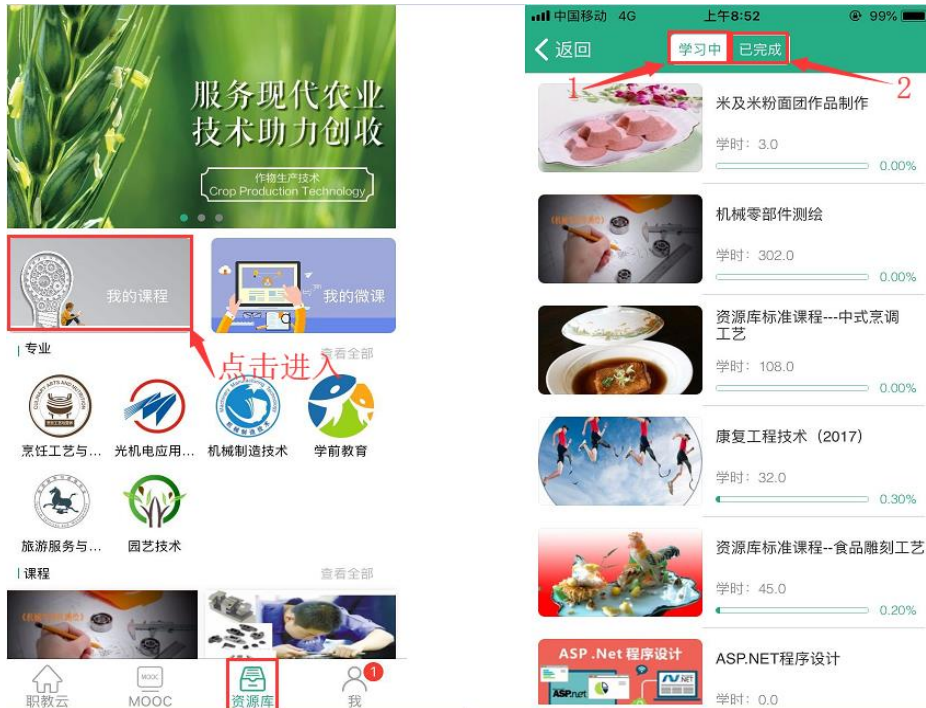 服务现代农业
技术助力创收
作物生产技术
Crop Production Technology
我的课程
我的微课
点击进入
专业
查看全部
烹饪工艺与...
光机电应用...
机械制造技术
学前教育
旅游服务与...
园艺技术
课程
查看全部
职教云
MOOC
MOOC
资源库
我
1
中国移动 4G
上午8:52
99%
返回
学习中
已完成
1
2
米及米粉面团作品制作
学时：3.0
0.00%
机械零部件测绘
学时：302.0
0.00%
资源库标准课程---中式烹调
工艺
学时：108.0
0.00%
康复工程技术（2017）
学时：32.0
0.30%
资源库标准课程--食品雕刻工艺
学时：45.0
0.20%
ASP .Net 程序设计
ASP.net
.NET
ASP.NET程序设计
学时：0.0